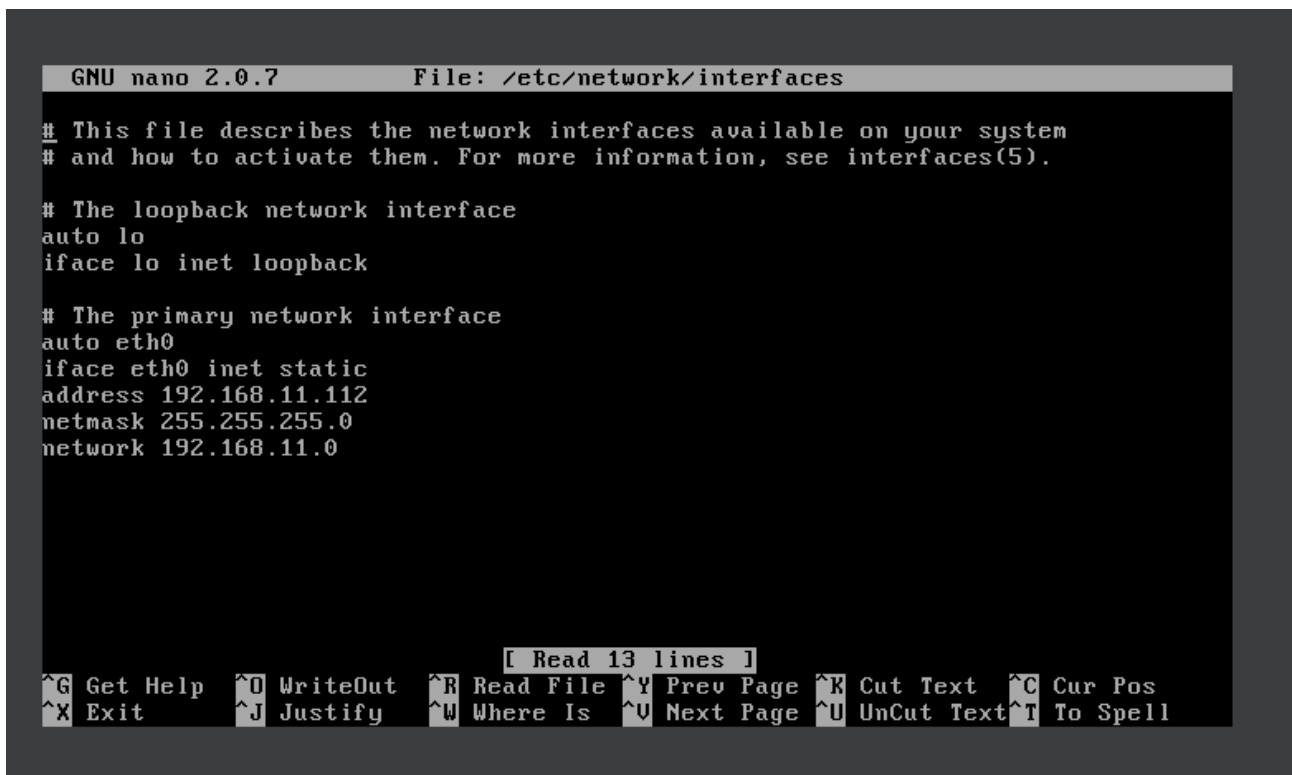 GNU nano 2.0.7 File: /etc/network/interfaces
# This file describes the network interfaces available on your system
# and how to activate them. For more information, see interfaces(5).
# The loopback network interface
auto lo
iface lo inet loopback
# The primary network interface
auto eth0
iface eth0 inet static
address 192.168.11.112
netmask 255.255.255.0
network 192.168.11.0
[ Read 13 lines ]
^G Get Help ^O WriteOut ^R Read File ^Y Prev Page ^K Cut Text ^C Cur Pos
^X Exit ^J Justify ^W Where Is ^V Next Page ^U UnCut Text ^T To Spell